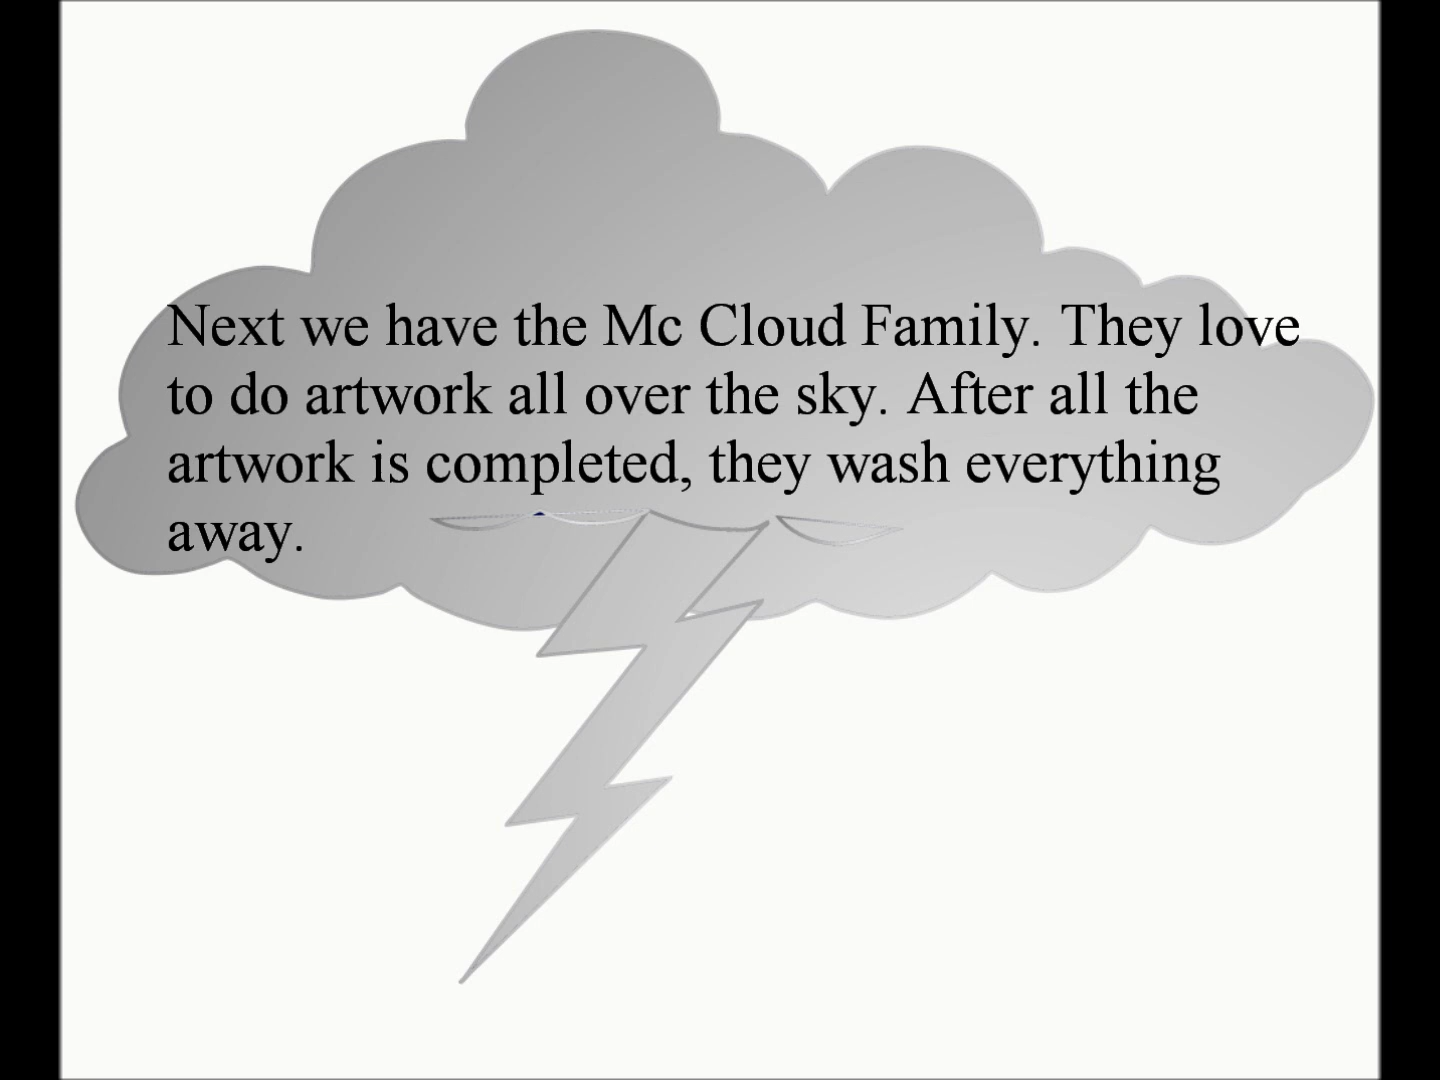 Next we have the Mc Cloud Family. They love
to do artwork all over the sky. After all the
artwork is completed, they wash everything
away.